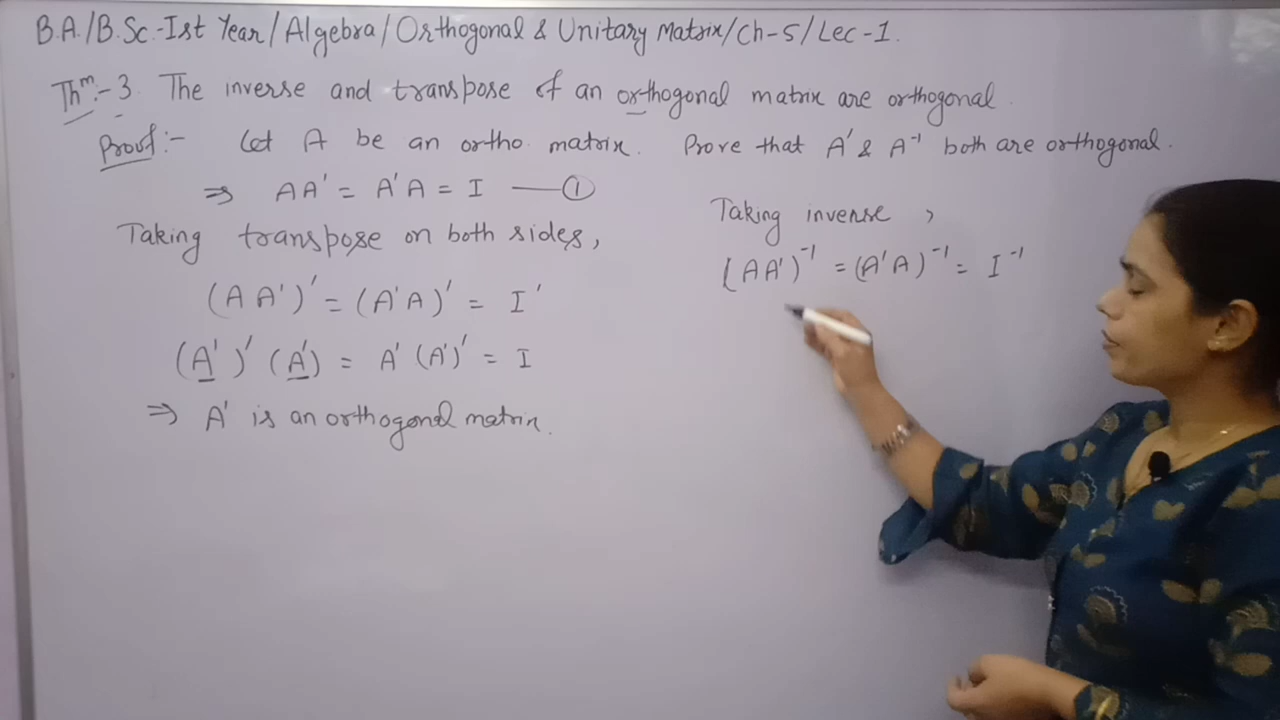 B.A./B.Sc.-Ist Year/Algebra/Orthogonal & Unitary Matrix/Ch-5/Lec-1.
Thm:-3. The inverse and transpose of an orthogonal matrix are orthogonal.
Proof:- Let A be an ortho. matrix. Prove that A' & A⁻¹ both are orthogonal.
⇒ AA' = A'A = I —— ①
Taking transpose on both sides,
(AA')' = (A'A)' = I'
(A')' (A') = A' (A')' = I
⇒ A' is an orthogonal matrix.
Taking inverse,
(AA')⁻¹ = (A'A)⁻¹ = I⁻¹